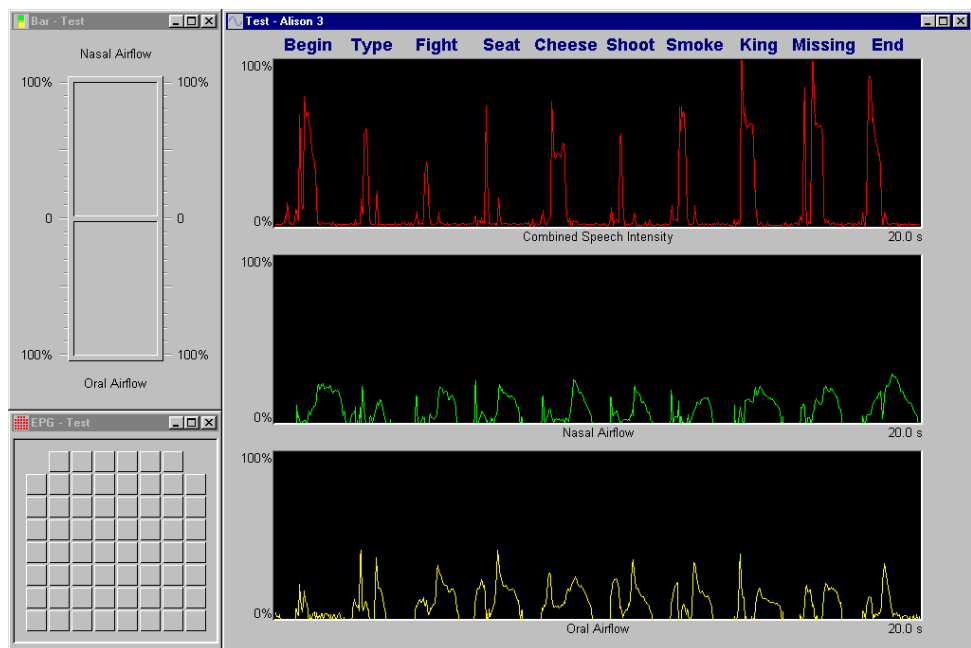 Bar - Test
Nasal Airflow
100% 100%
0 0
100% 100%
Oral Airflow
EPG - Test
Test - Alison 3
Begin Type Fight Seat Cheese Shoot Smoke King Missing End
100%
0%
Combined Speech Intensity 20.0 s
100%
0%
Nasal Airflow 20.0 s
100%
0%
Oral Airflow 20.0 s